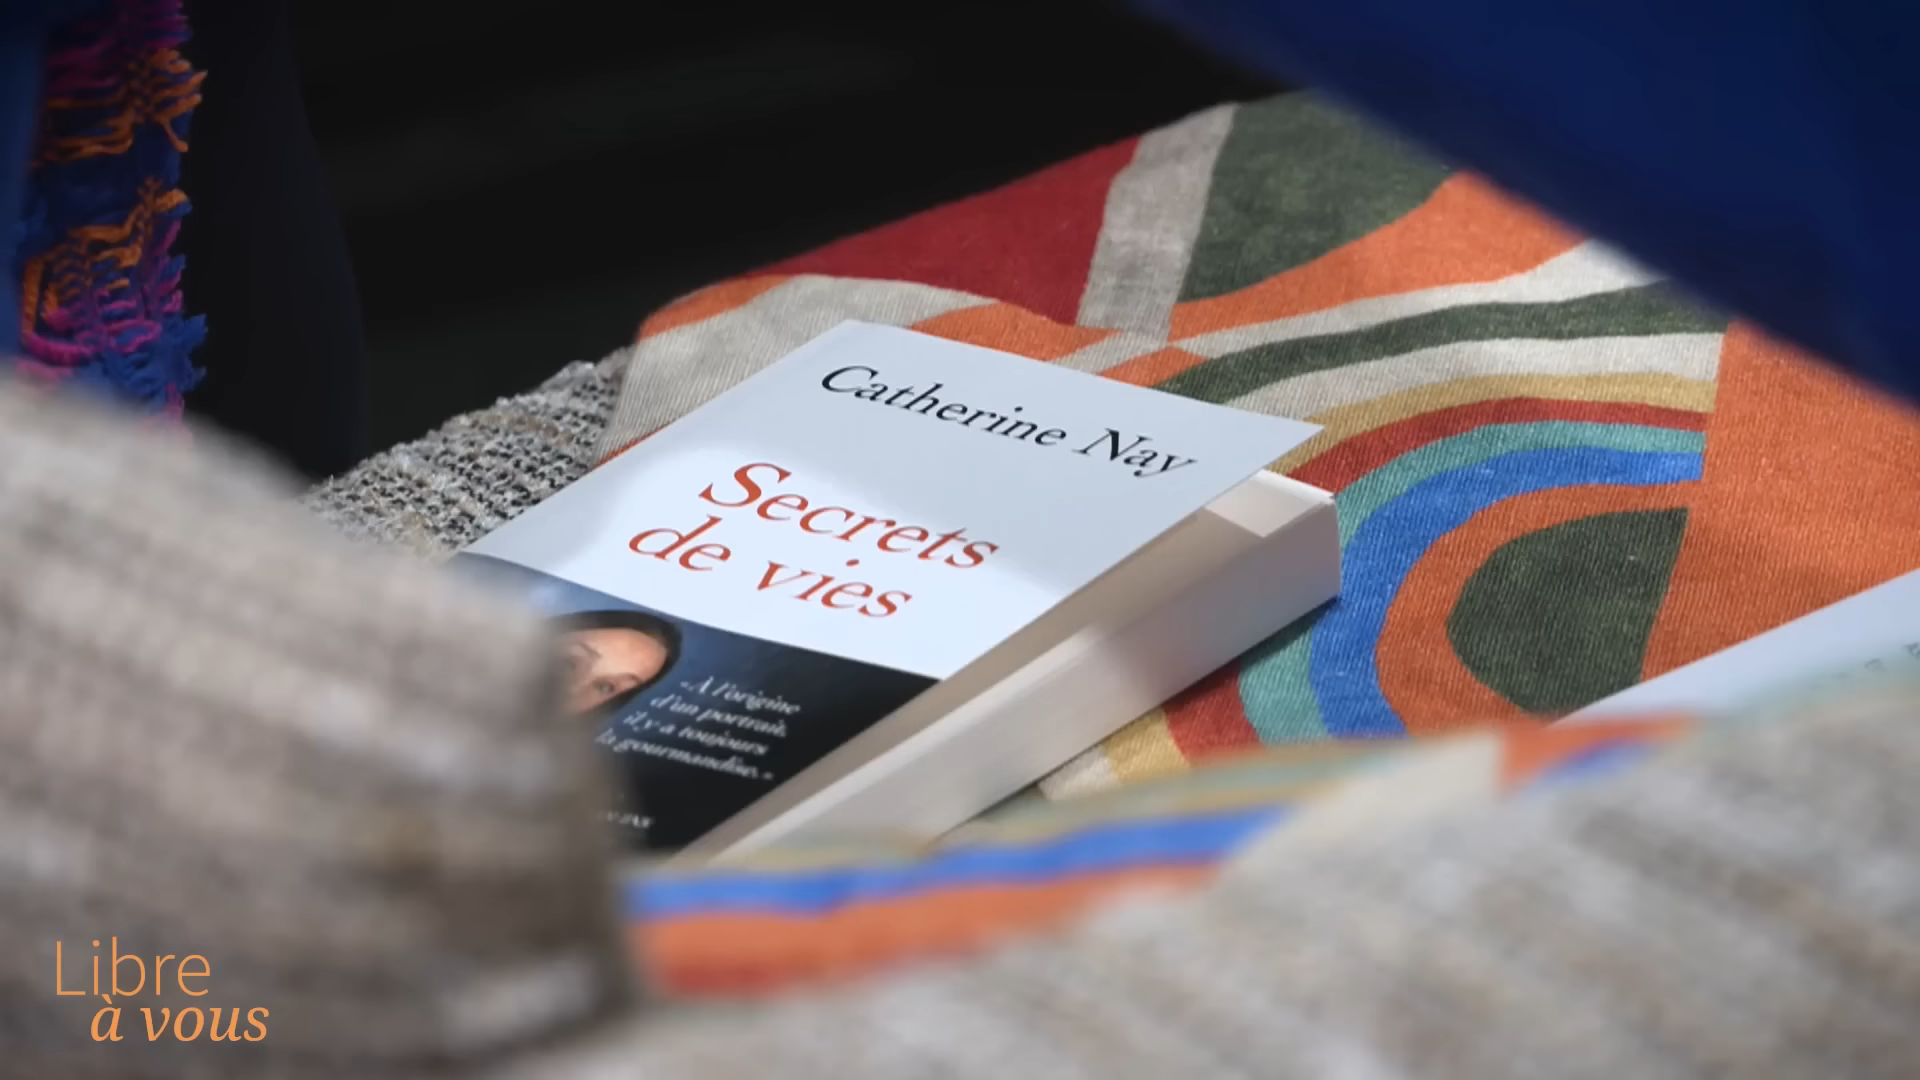 Catherine Nay
Secrets
de vies
«À l'origine
d'un portrait,
il y a toujours
la gourmandise.»
Libre
à vous